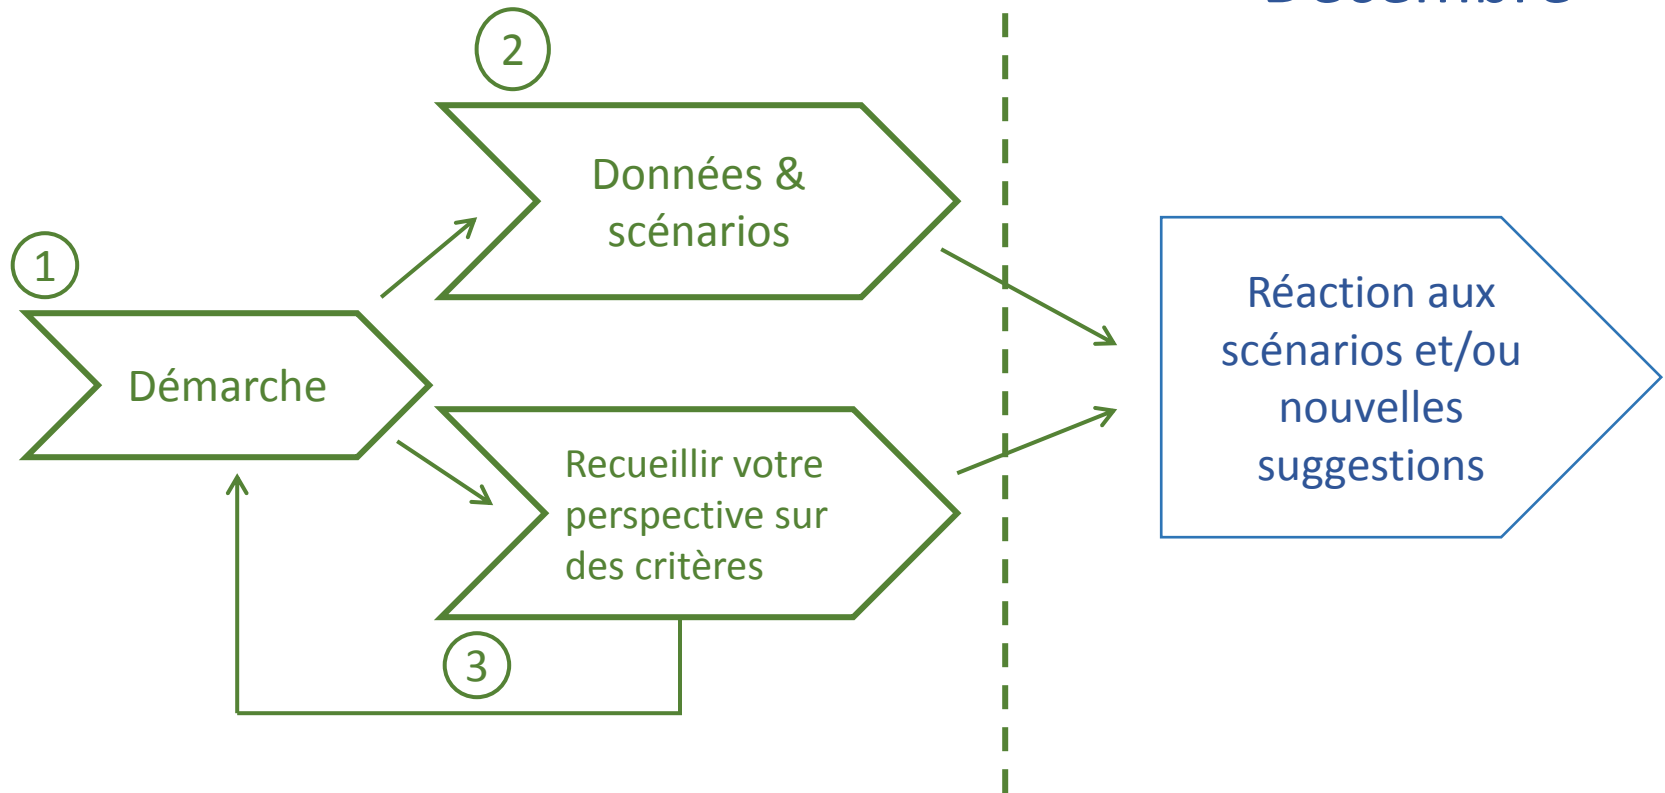 Décembre
2
Données &
scénarios
1
Démarche
Réaction aux
scénarios et/ou
nouvelles
suggestions
Recueillir votre
perspective sur
des critères
3